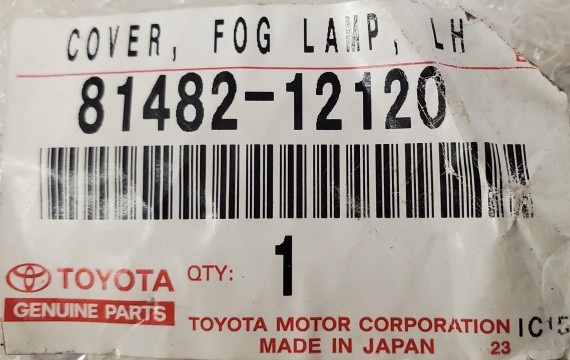 COVER, FOG LAMP, LH
81482-12120
TOYOTA QTY: 1
GENUINE PARTS
TOYOTA MOTOR CORPORATION
MADE IN JAPAN 23